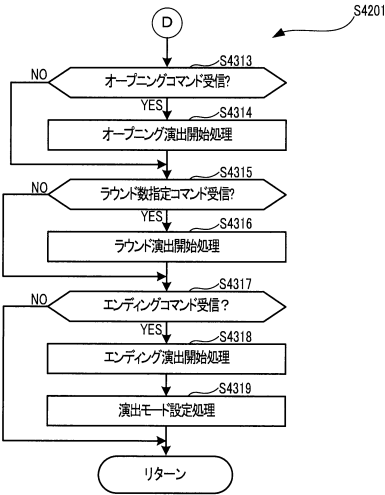 S4201
D
S4313
オープニングコマンド受信?
NO
YES
S4314
オープニング演出開始処理
S4315
ラウンド数指定コマンド受信?
NO
YES
S4316
ラウンド演出開始処理
S4317
エンディングコマンド受信?
NO
YES
S4318
エンディング演出開始処理
S4319
演出モード設定処理
リターン